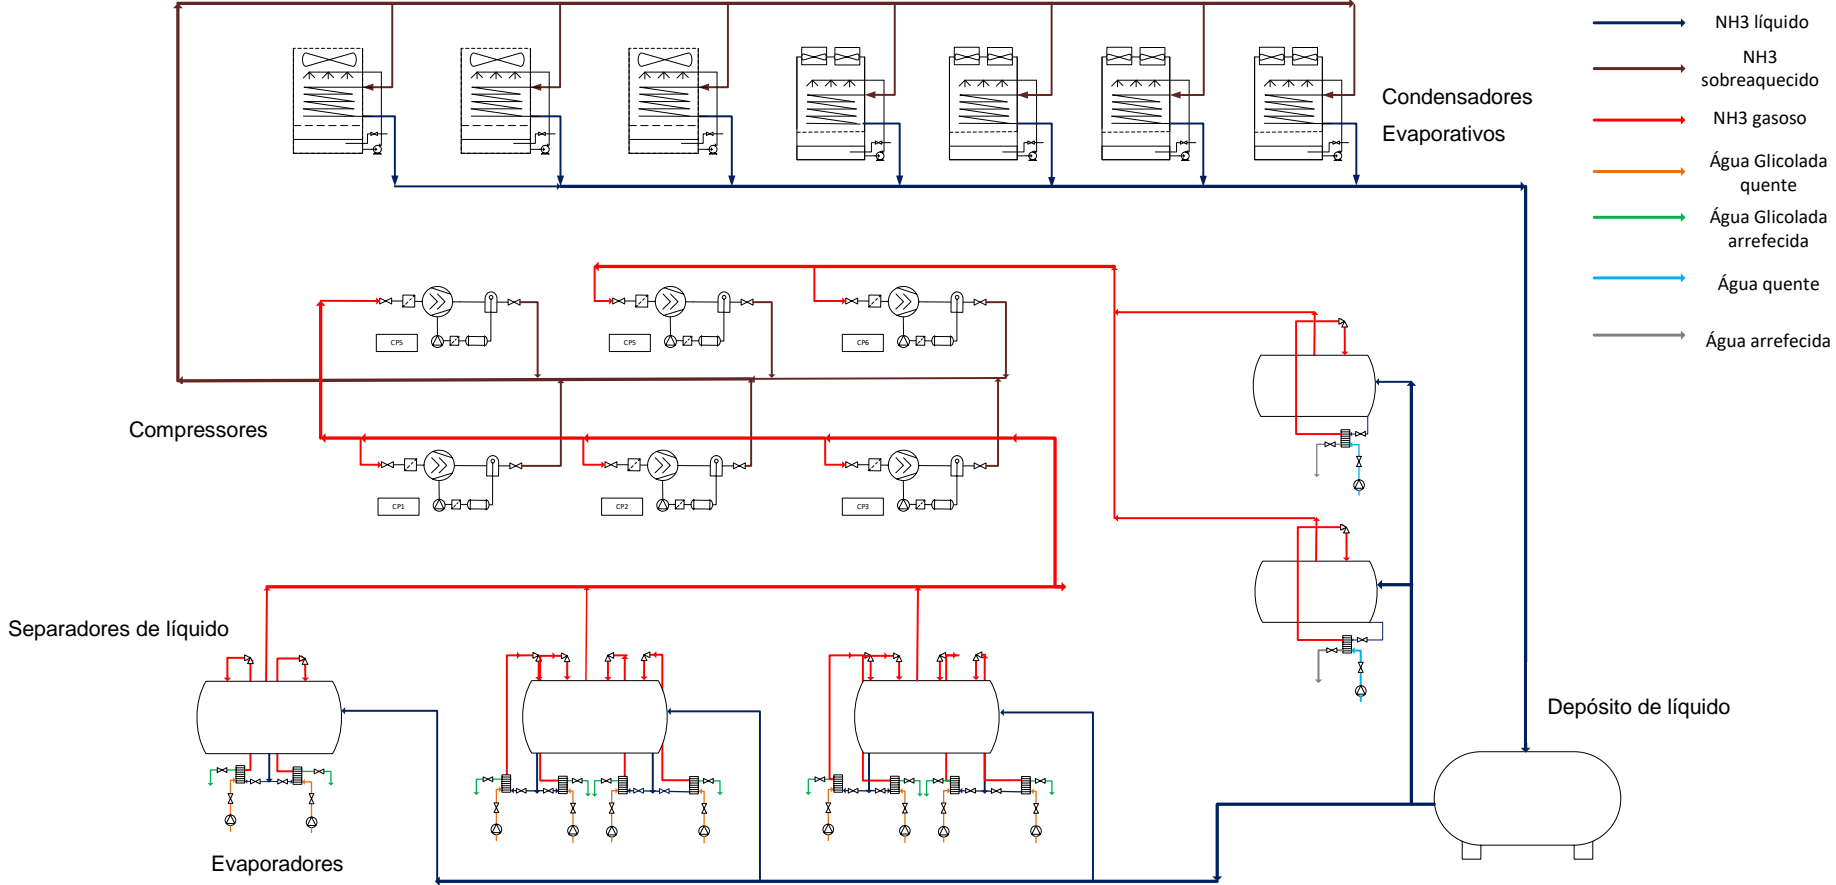 NH3 líquido
NH3
sobreaquecido
NH3 gasoso
Água Glicolada
quente
Água Glicolada
arrefecida
Água quente
Água arrefecida
Condensadores
Evaporativos
CP5
CP5
CP6
Compressores
CP1
CP2
CP3
Separadores de líquido
Depósito de líquido
Evaporadores